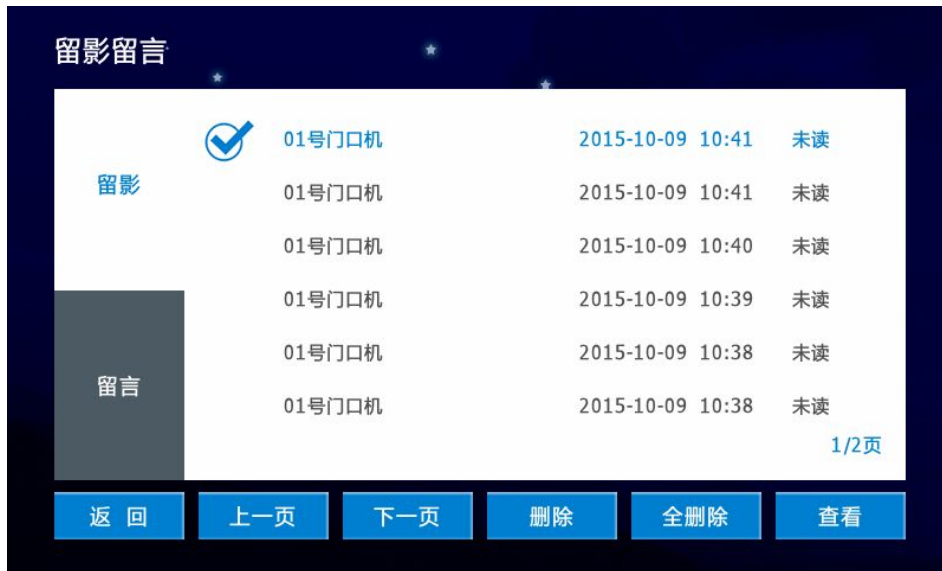 留影留言
留影
01号门口机 2015-10-09 10:41 未读
01号门口机 2015-10-09 10:41 未读
01号门口机 2015-10-09 10:40 未读
01号门口机 2015-10-09 10:39 未读
01号门口机 2015-10-09 10:38 未读
留言
01号门口机 2015-10-09 10:38 未读
1/2页
返 回 上一页 下一页 删除 全删除 查看